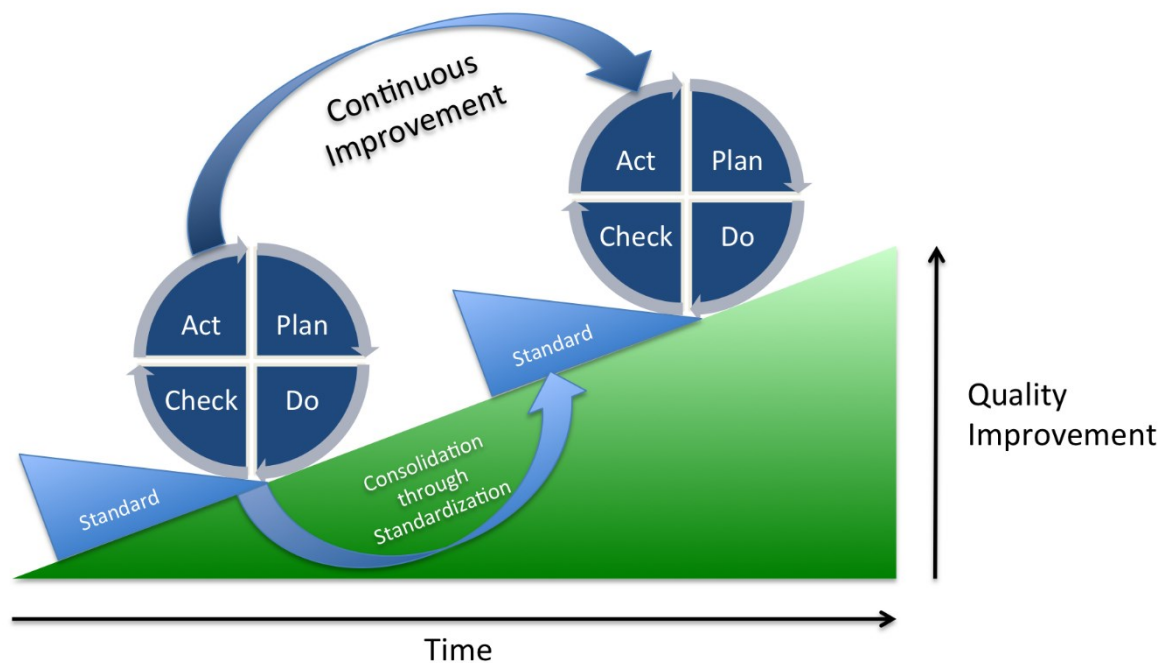 Continuous
Improvement
Act
Plan
Check
Do
Act
Plan
Check
Do
Standard
Standard
Consolidation
through
Standardization
Quality
Improvement
Time